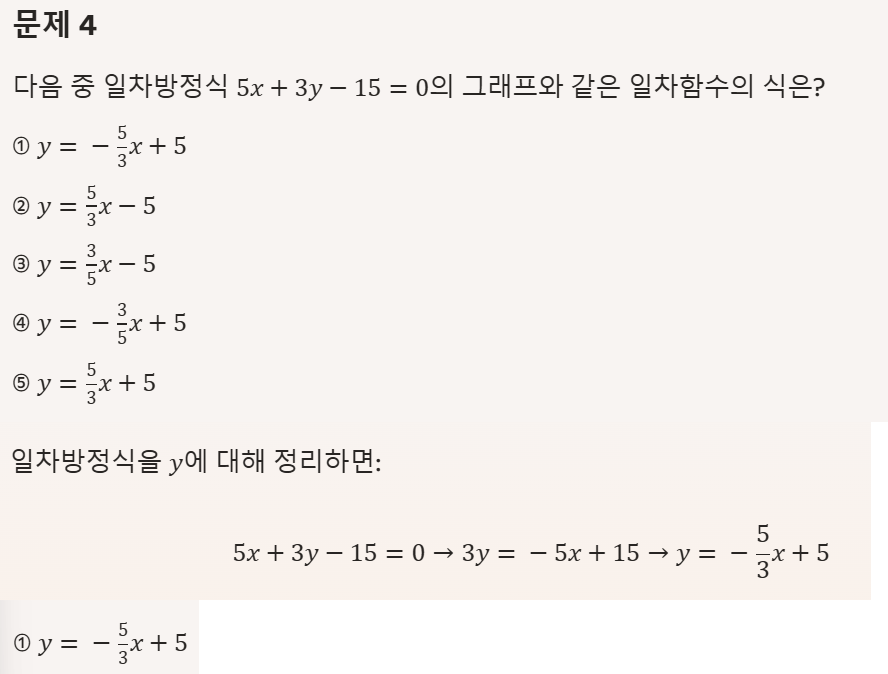 문제 4
다음 중 일차방정식 5x + 3y − 15 = 0의 그래프와 같은 일차함수의 식은?
① y = −5/3x + 5
② y = 5/3x − 5
③ y = 3/5x − 5
④ y = −3/5x + 5
⑤ y = 5/3x + 5
일차방정식을 y에 대해 정리하면:
5x + 3y − 15 = 0 → 3y = −5x + 15 → y = −5/3x + 5
① y = −5/3x + 5